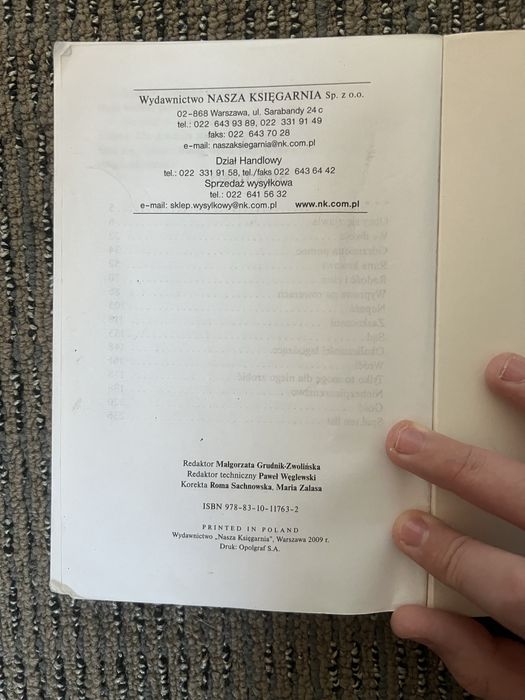 Wydawnictwo NASZA KSIĘGARNIA Sp. z o.o.
02-868 Warszawa, ul. Sarabandy 24 c
tel.: 022 643 93 89, 022 331 91 49
faks: 022 643 70 28
e-mail: naszaksiegarnia@nk.com.pl
Dział Handlowy
tel.: 022 331 91 58, tel./faks 022 643 64 42
Sprzedaż wysyłkowa
tel.: 022 641 56 32
e-mail: sklep.wysylkowy@nk.com.pl www.nk.com.pl
Redaktor Małgorzata Grudnik-Zwolińska
Redaktor techniczny Paweł Węglewski
Korekta Roma Sachnowska, Maria Zalasa
ISBN 978-83-10-11763-2
PRINTED IN POLAND
Wydawnictwo „Nasza Księgarnia", Warszawa 2009 r.
Druk: Opolgraf S.A.